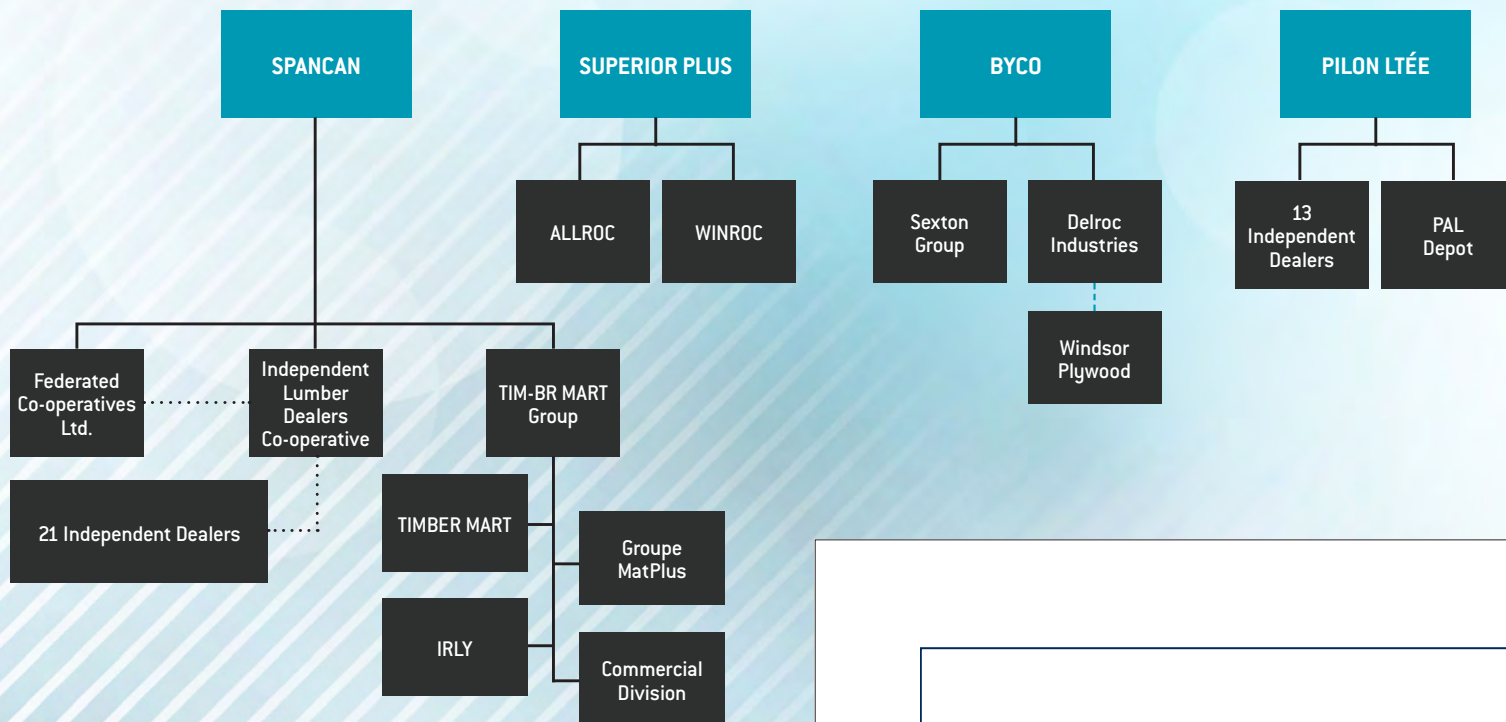 SPANCAN
SUPERIOR PLUS
BYCO
PILON LTÉE
ALLROC
WINROC
Sexton
Group
Delroc
Industries
13
Independent
Dealers
PAL
Depot
Windsor
Plywood
Federated
Co-operatives
Ltd.
Independent
Lumber
Dealers
Co-operative
TIM-BR MART
Group
21 Independent Dealers
TIMBER MART
Groupe
MatPlus
IRLY
Commercial
Division